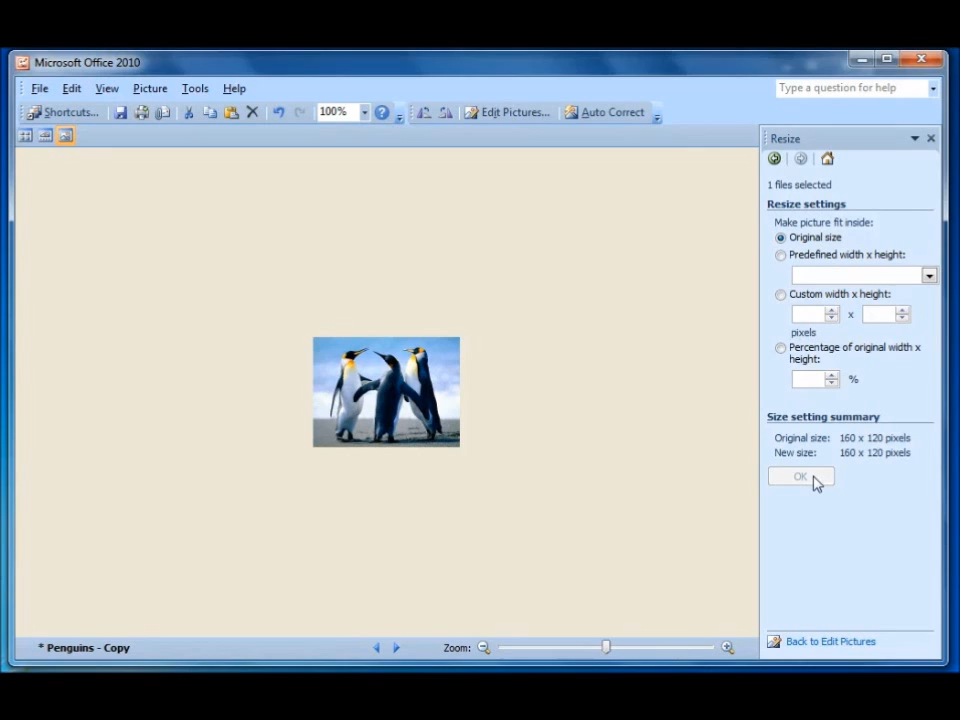 Microsoft Office 2010
File Edit View Picture Tools Help
Type a question for help
Shortcuts... 100% Edit Pictures... Auto Correct
Resize
1 files selected
Resize settings
Make picture fit inside:
Original size
Predefined width x height:
Custom width x height:
x
pixels
Percentage of original width x
height:
%
Size setting summary
Original size: 160 x 120 pixels
New size: 160 x 120 pixels
OK
Back to Edit Pictures
* Penguins - Copy
Zoom: